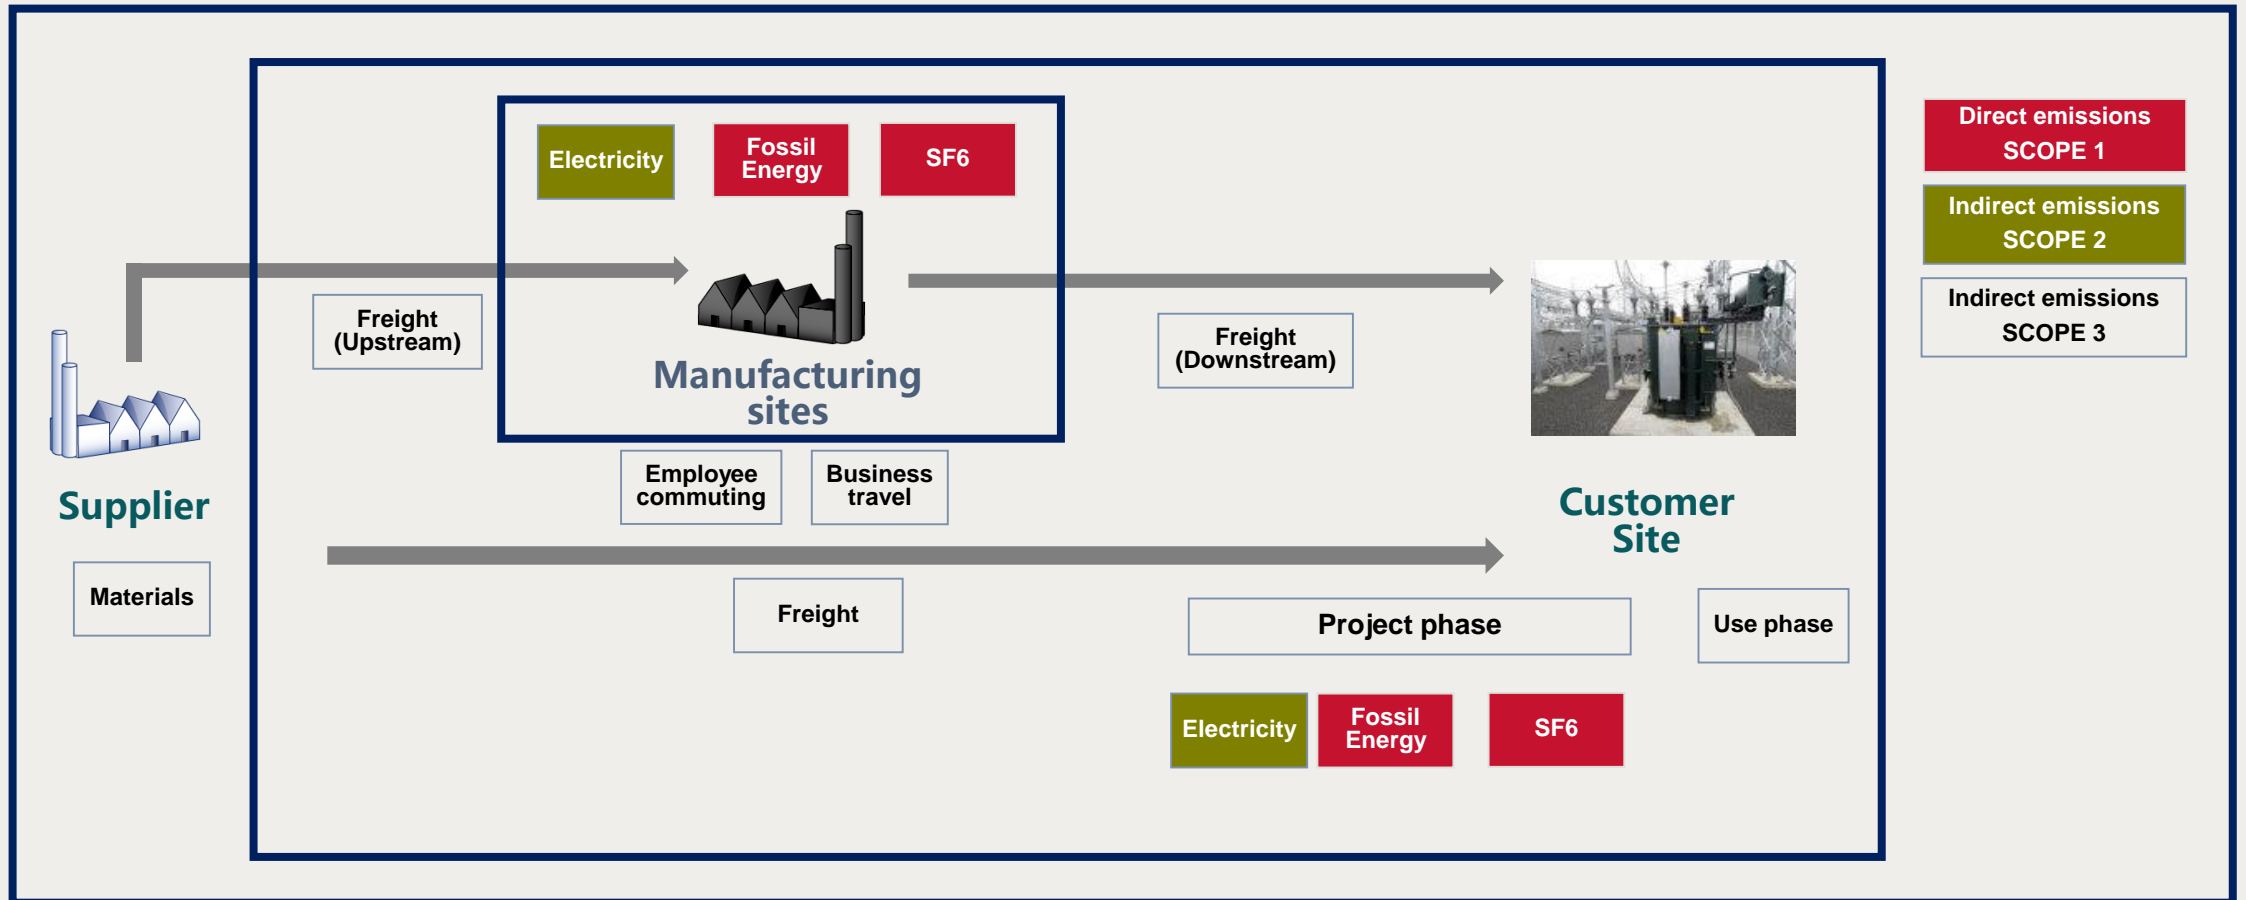 Electricity
Fossil
Energy
SF6
Direct emissions
SCOPE 1
Indirect emissions
SCOPE 2
Indirect emissions
SCOPE 3
Freight
(Upstream)
Manufacturing
sites
Freight
(Downstream)
Supplier
Employee
commuting
Business
travel
Customer
Site
Materials
Freight
Project phase
Use phase
Electricity
Fossil
Energy
SF6